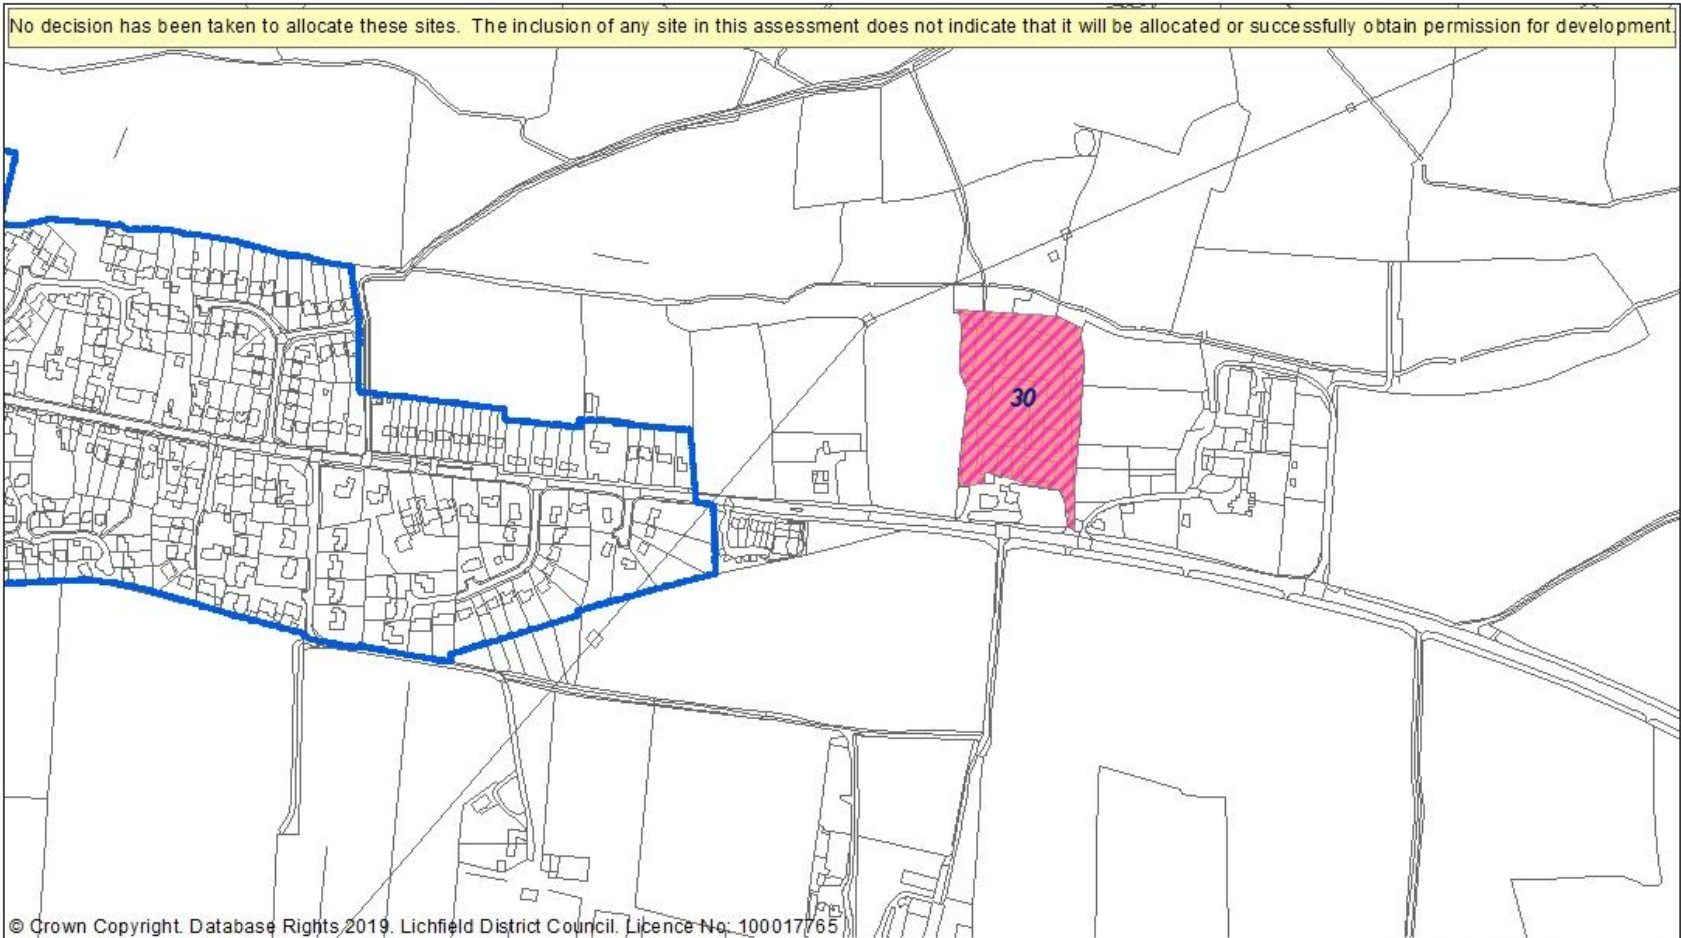 No decision has been taken to allocate these sites. The inclusion of any site in this assessment does not indicate that it will be allocated or successfully obtain permission for development.
30
© Crown Copyright. Database Rights 2019. Lichfield District Council. Licence No: 100017765